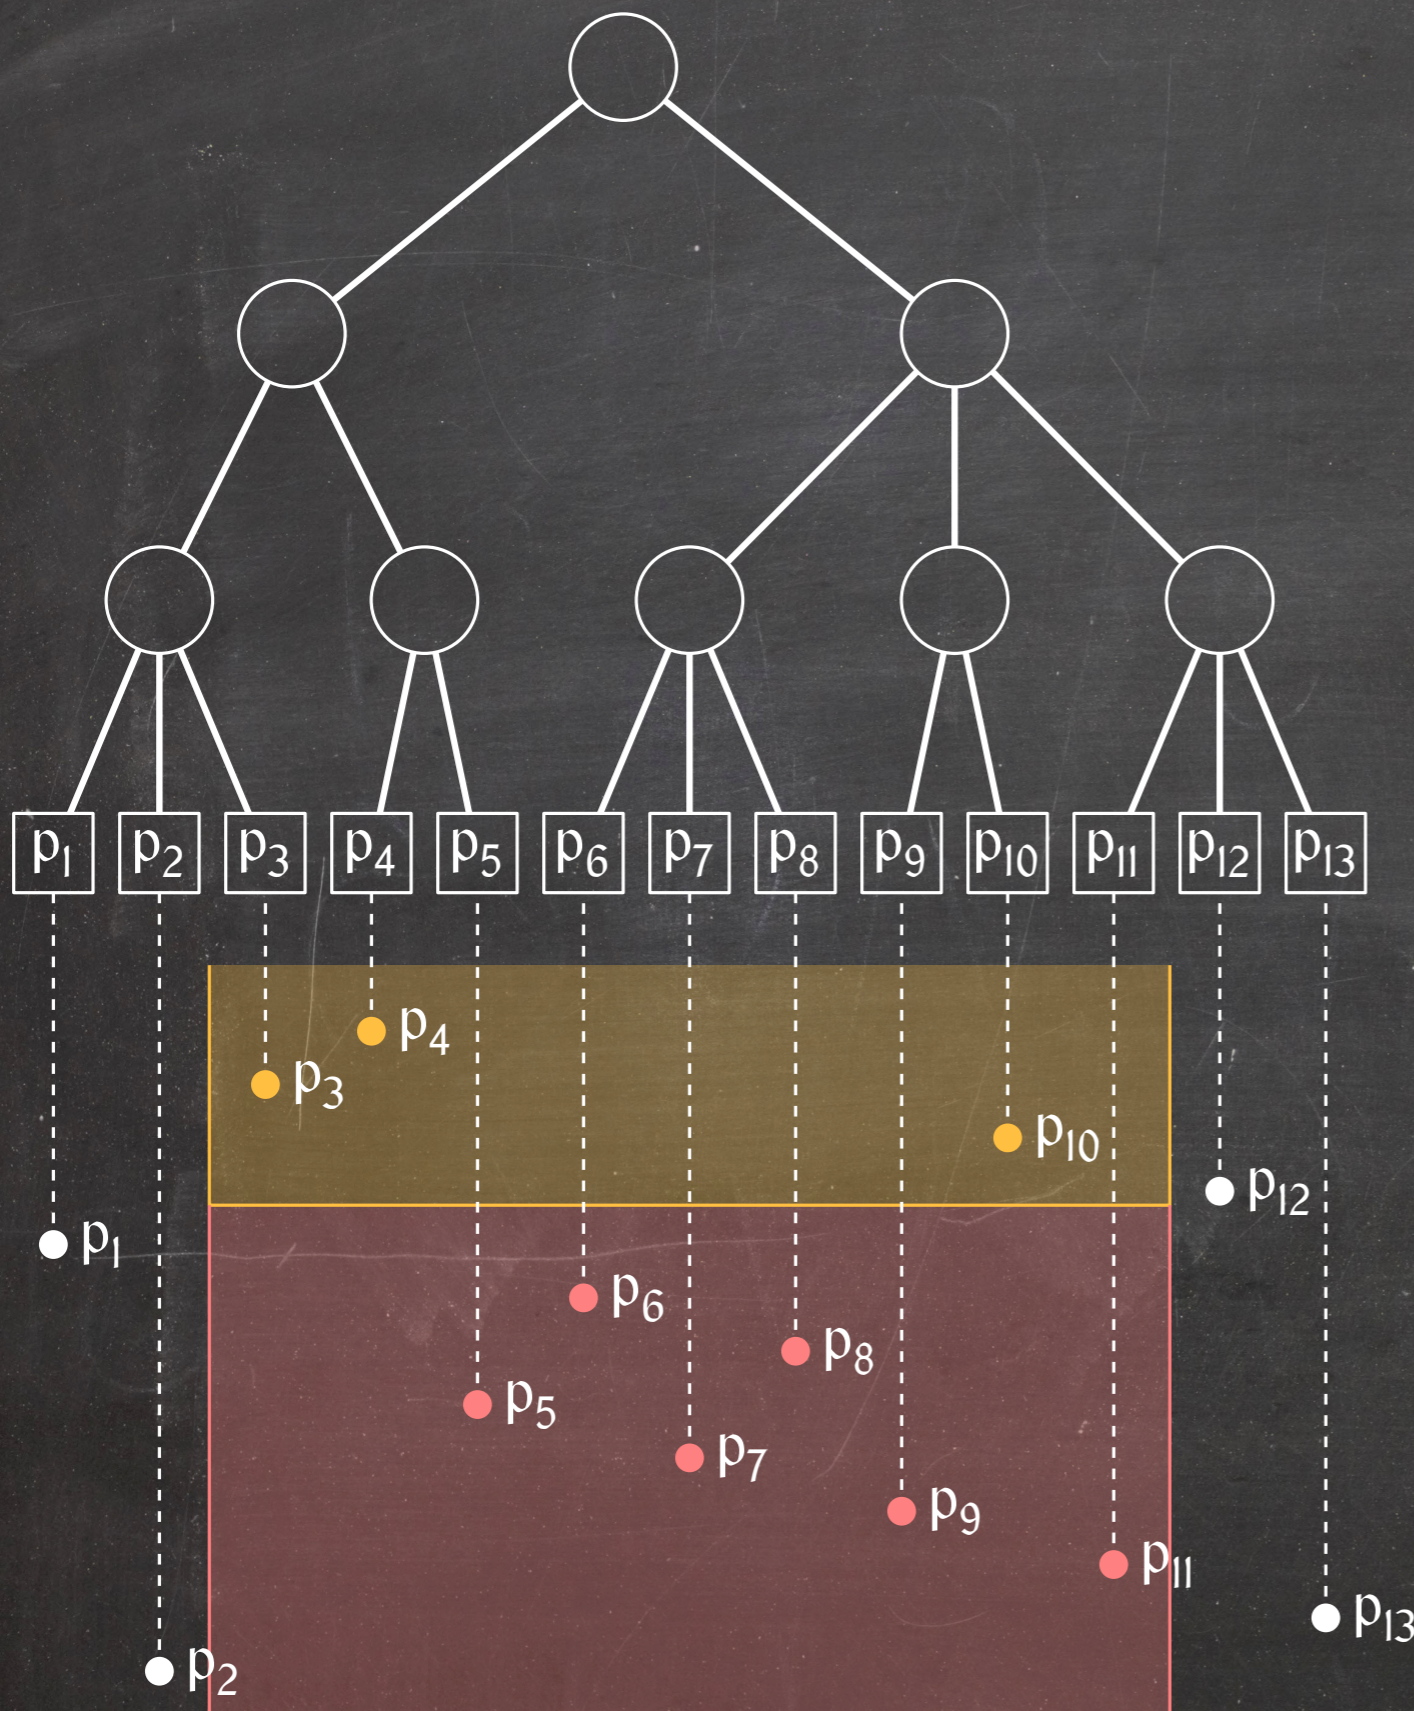 p₁ p₂ p₃ p₄ p₅ p₆ p₇ p₈ p₉ p₁₀ p₁₁ p₁₂ p₁₃
p₄
p₃
p₁₀
p₁₂
p₁
p₆
p₈
p₅
p₇
p₉
p₁₁
p₁₃
p₂